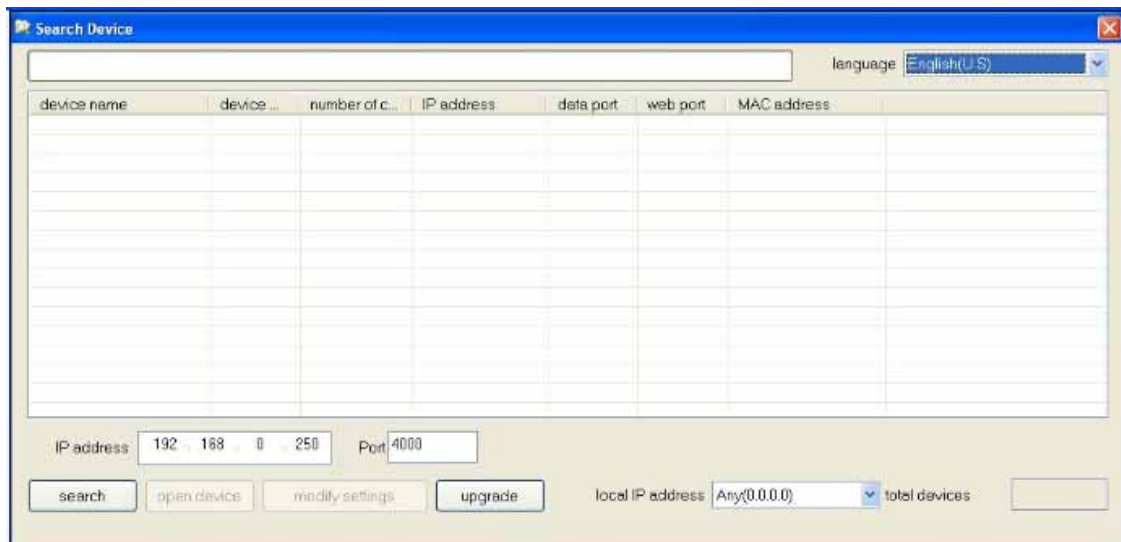 Search Device
language English(U.S)
device name device ... number of c... IP address data port web port MAC address
IP address 192 . 168 . 0 . 250 Port 4000
search open device modify settings upgrade local IP address Any(0.0.0.0) total devices